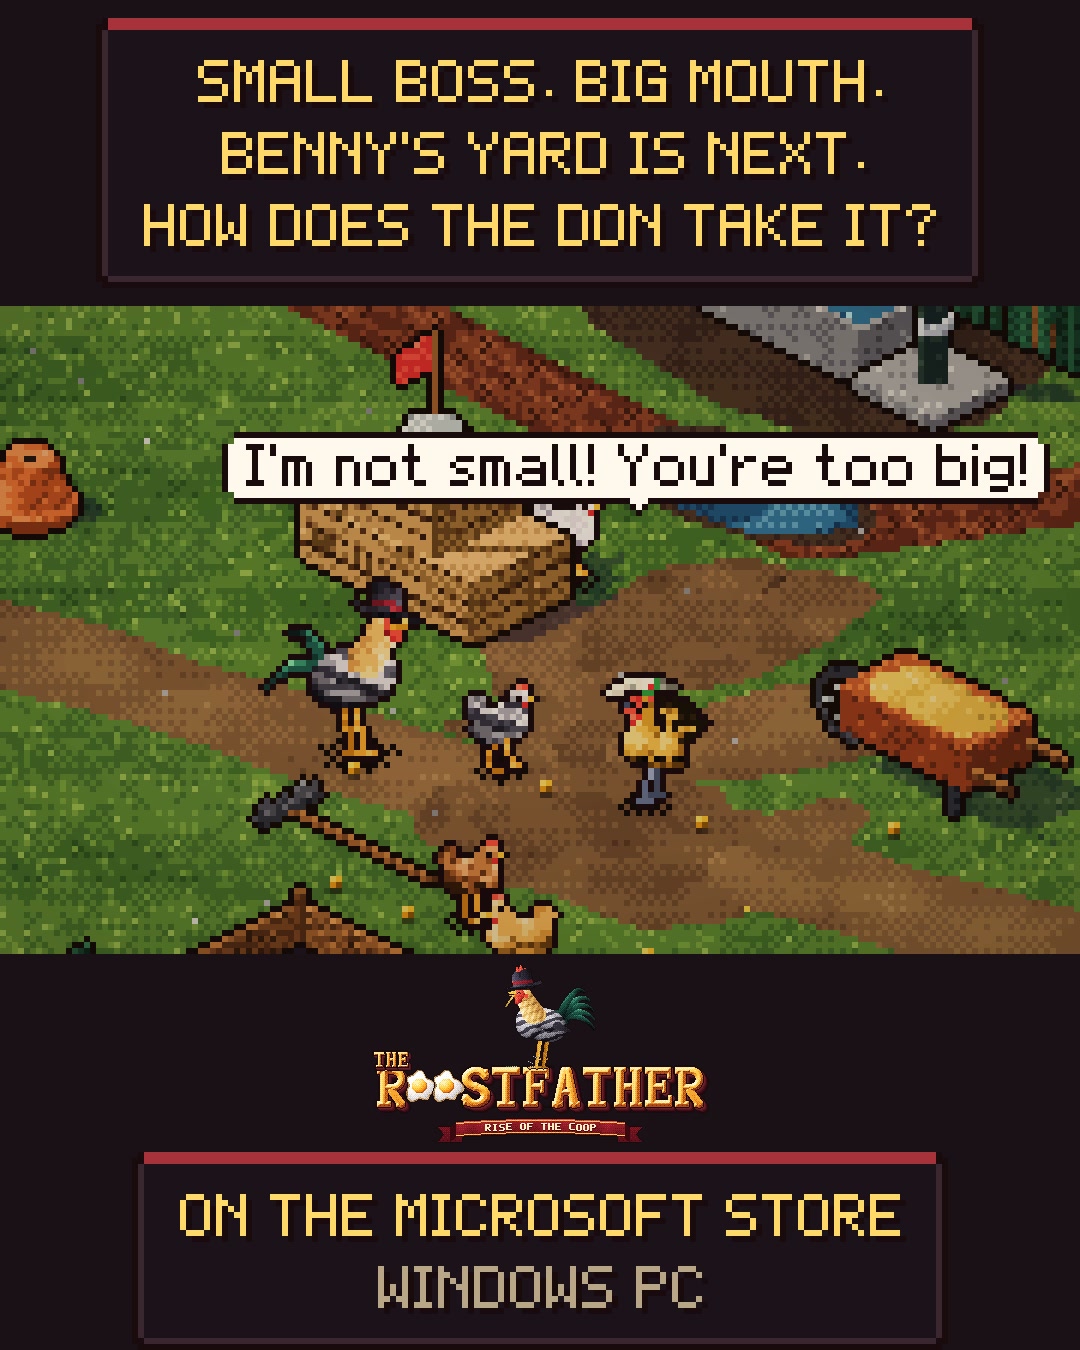 SMALL BOSS. BIG MOUTH.
BENNY'S YARD IS NEXT.
HOW DOES THE DON TAKE IT?
I'm not small! You're too big!
THE
ROOSTFATHER
RISE OF THE COOP
ON THE MICROSOFT STORE
WINDOWS PC